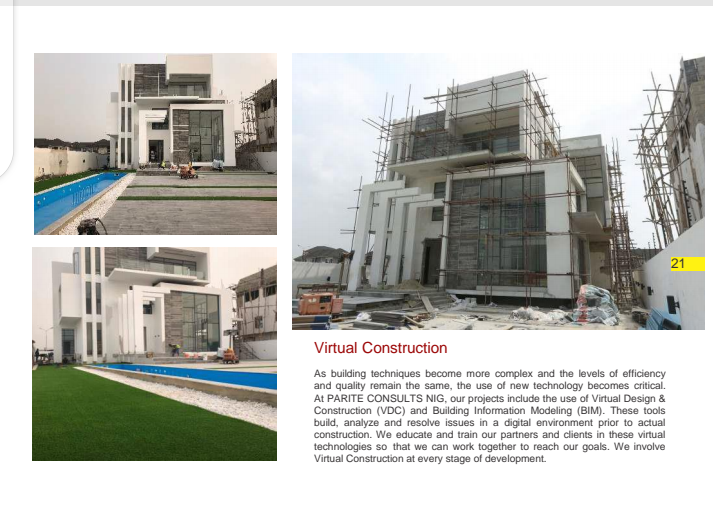 21
Virtual Construction
As building techniques become more complex and the levels of efficiency
and quality remain the same, the use of new technology becomes critical.
At PARITE CONSULTS NIG, our projects include the use of Virtual Design &
Construction (VDC) and Building Information Modeling (BIM). These tools
build, analyze and resolve issues in a digital environment prior to actual
construction. We educate and train our partners and clients in these virtual
technologies so that we can work together to reach our goals. We involve
Virtual Construction at every stage of development.